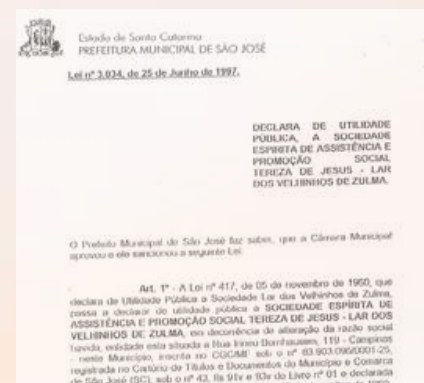 Estado de Santa Catarina
PREFEITURA MUNICIPAL DE SÃO JOSÉ
Lei nº 3.034, de 25 de Junho de 1997.
DECLARA DE UTILIDADE
PÚBLICA, A SOCIEDADE
ESPÍRITA DE ASSISTÊNCIA E
PROMOÇÃO SOCIAL
TEREZA DE JESUS - LAR
DOS VELHINHOS DE ZULMA.
O Prefeito Municipal de São José faz saber, que a Câmara Municipal
aprovou e ele sancionou a seguinte Lei:
Art. 1º - A Lei nº 417, de 05 de novembro de 1960, que
declara de Utilidade Pública a Sociedade Lar dos Velhinhos de Zulma,
passa a declarar de utilidade pública a SOCIEDADE ESPÍRITA DE
ASSISTÊNCIA E PROMOÇÃO SOCIAL TEREZA DE JESUS - LAR DOS
VELHINHOS DE ZULMA, em decorrência de alteração da razão social
havida, entidade esta situada a Rua Irineu Bornhausen, 119 - Campinas
- neste Município, inscrita no CGC/MF sob o nº 83.903.096/0001-25,
registrada no Cartório de Títulos e Documentos do Município e Comarca
de São José (SC), sob o nº 43, fls 91v e 93v do Livro nº 01 e declarada